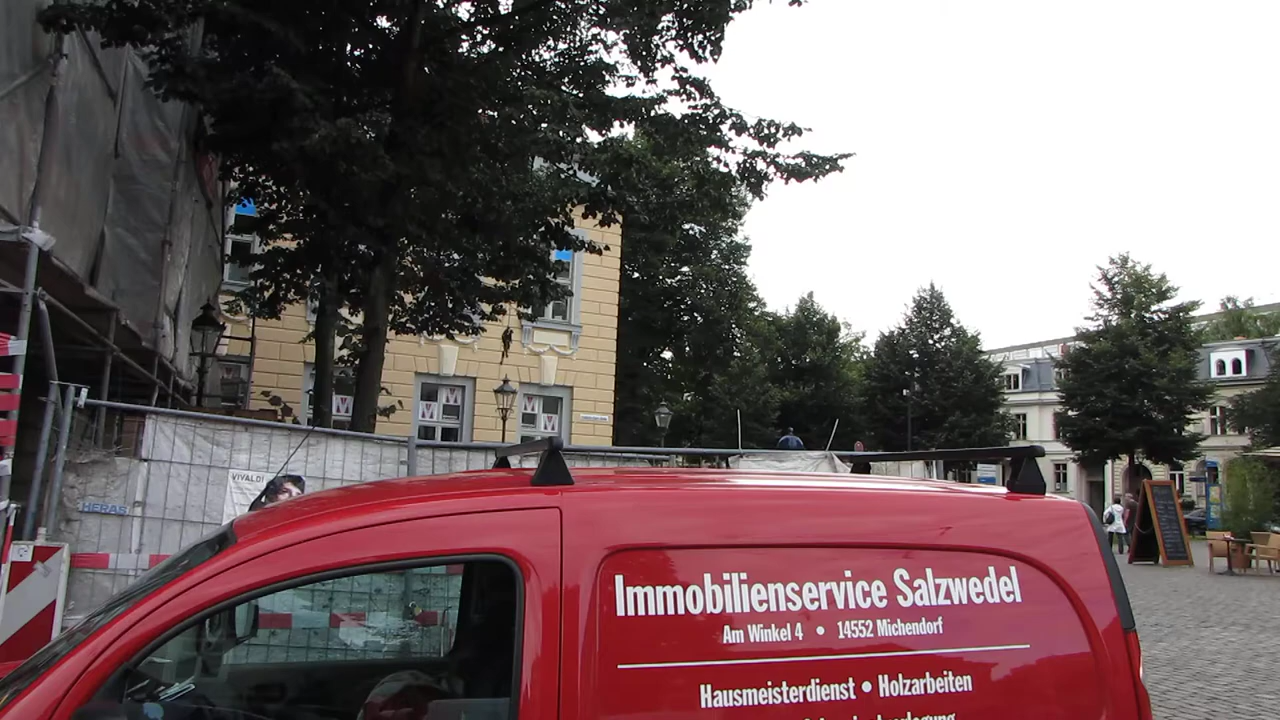 VIVALDI
HERAS
Immobilienservice Salzwedel
Am Winkel 4 • 14552 Michendorf
Hausmeisterdienst • Holzarbeiten